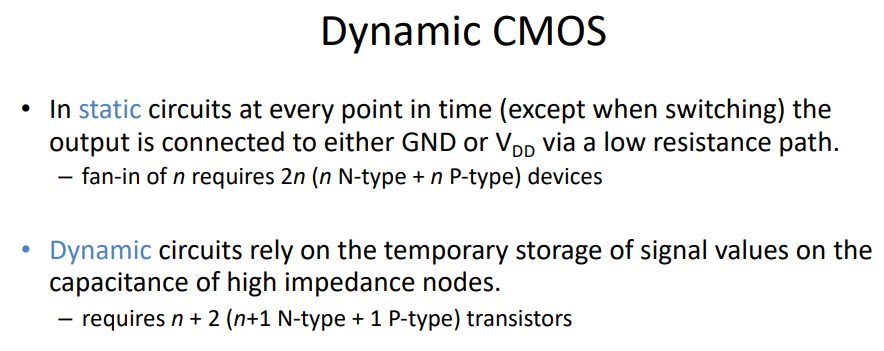 Dynamic CMOS
• In static circuits at every point in time (except when switching) the
output is connected to either GND or VDD via a low resistance path.
– fan-in of n requires 2n (n N-type + n P-type) devices
• Dynamic circuits rely on the temporary storage of signal values on the
capacitance of high impedance nodes.
– requires n + 2 (n+1 N-type + 1 P-type) transistors